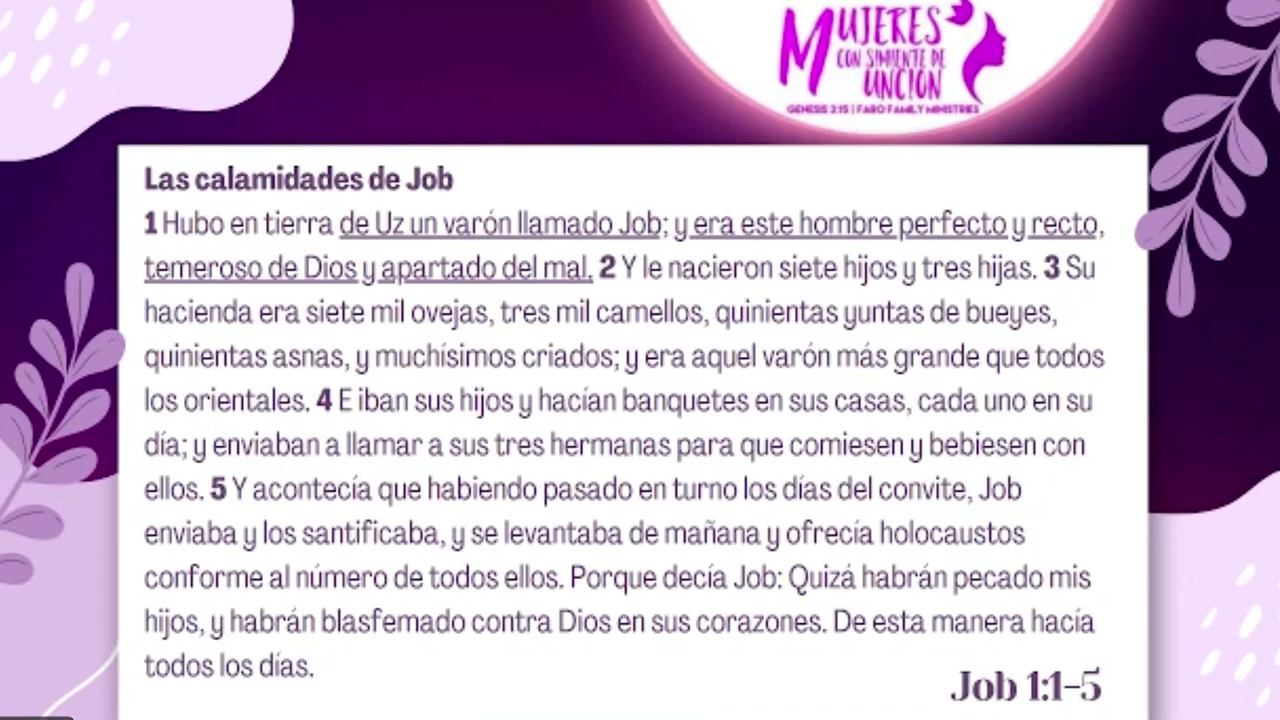 MUJERES
CON SIMIENTE DE
UNCIÓN
GENESIS 3:15 | FARO FAMILY MINISTRIES
Las calamidades de Job
1 Hubo en tierra de Uz un varón llamado Job; y era este hombre perfecto y recto,
temeroso de Dios y apartado del mal. 2 Y le nacieron siete hijos y tres hijas. 3 Su
hacienda era siete mil ovejas, tres mil camellos, quinientas yuntas de bueyes,
quinientas asnas, y muchísimos criados; y era aquel varón más grande que todos
los orientales. 4 E iban sus hijos y hacían banquetes en sus casas, cada uno en su
día; y enviaban a llamar a sus tres hermanas para que comiesen y bebiesen con
ellos. 5 Y acontecía que habiendo pasado en turno los días del convite, Job
enviaba y los santificaba, y se levantaba de mañana y ofrecía holocaustos
conforme al número de todos ellos. Porque decía Job: Quizá habrán pecado mis
hijos, y habrán blasfemado contra Dios en sus corazones. De esta manera hacía
todos los días.
Job 1:1-5